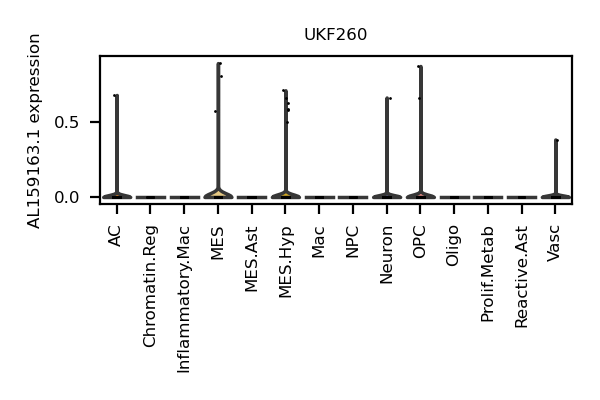 UKF260
AL159163.1 expression
0.5
0.0
AC
Chromatin.Reg
Inflammatory.Mac
MES
MES.Ast
MES.Hyp
Mac
NPC
Neuron
OPC
Oligo
Prolif.Metab
Reactive.Ast
Vasc